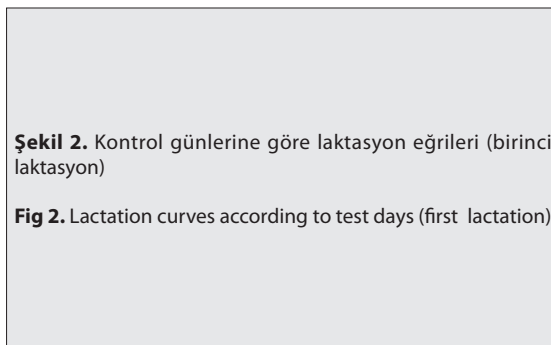 Şekil 2. Kontrol günlerine göre laktasyon eğrileri (birinci
laktasyon)
Fig 2. Lactation curves according to test days (first lactation)